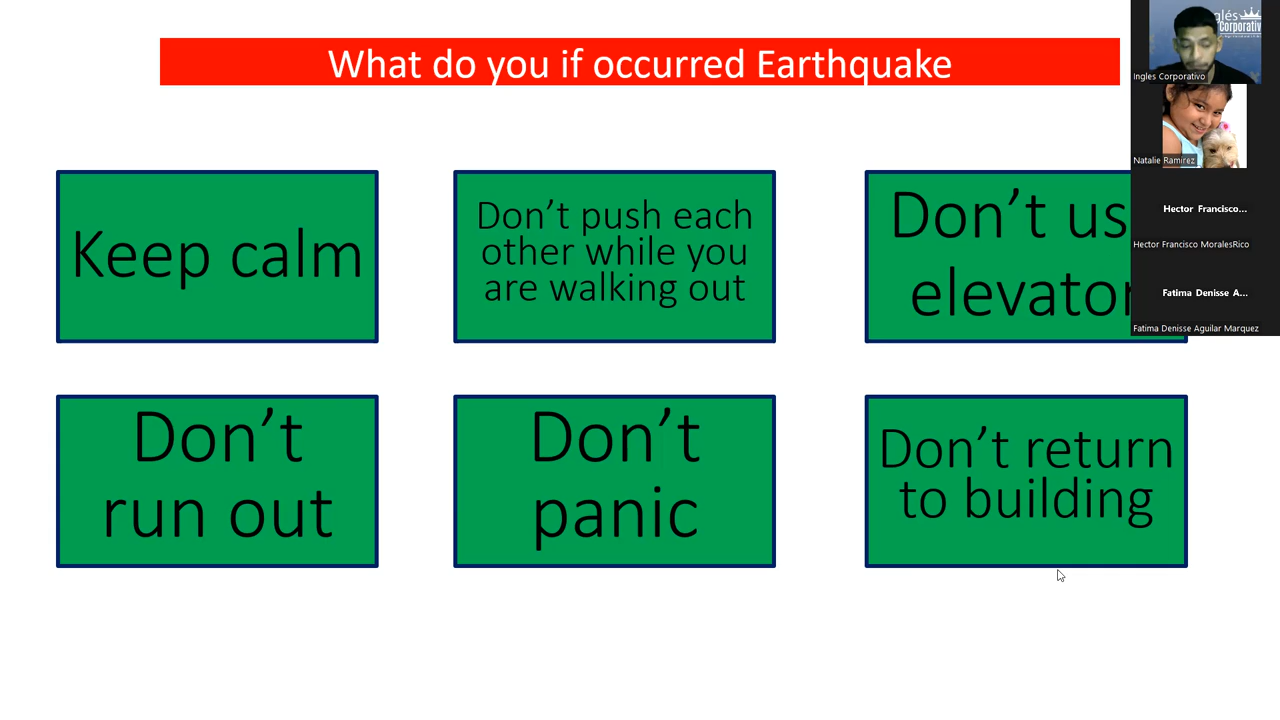 What do you if occurred Earthquake
Keep calm
Don’t push each
other while you
are walking out
Don’t
elevator
Don’t
run out
Don’t
panic
Don’t return
to building
Ingles Corporativo
Natalie Ramirez
Hector Francisco...
Hector Francisco MoralesRico
Fatima Denisse A...
Fatima Denisse Aguilar Marquez